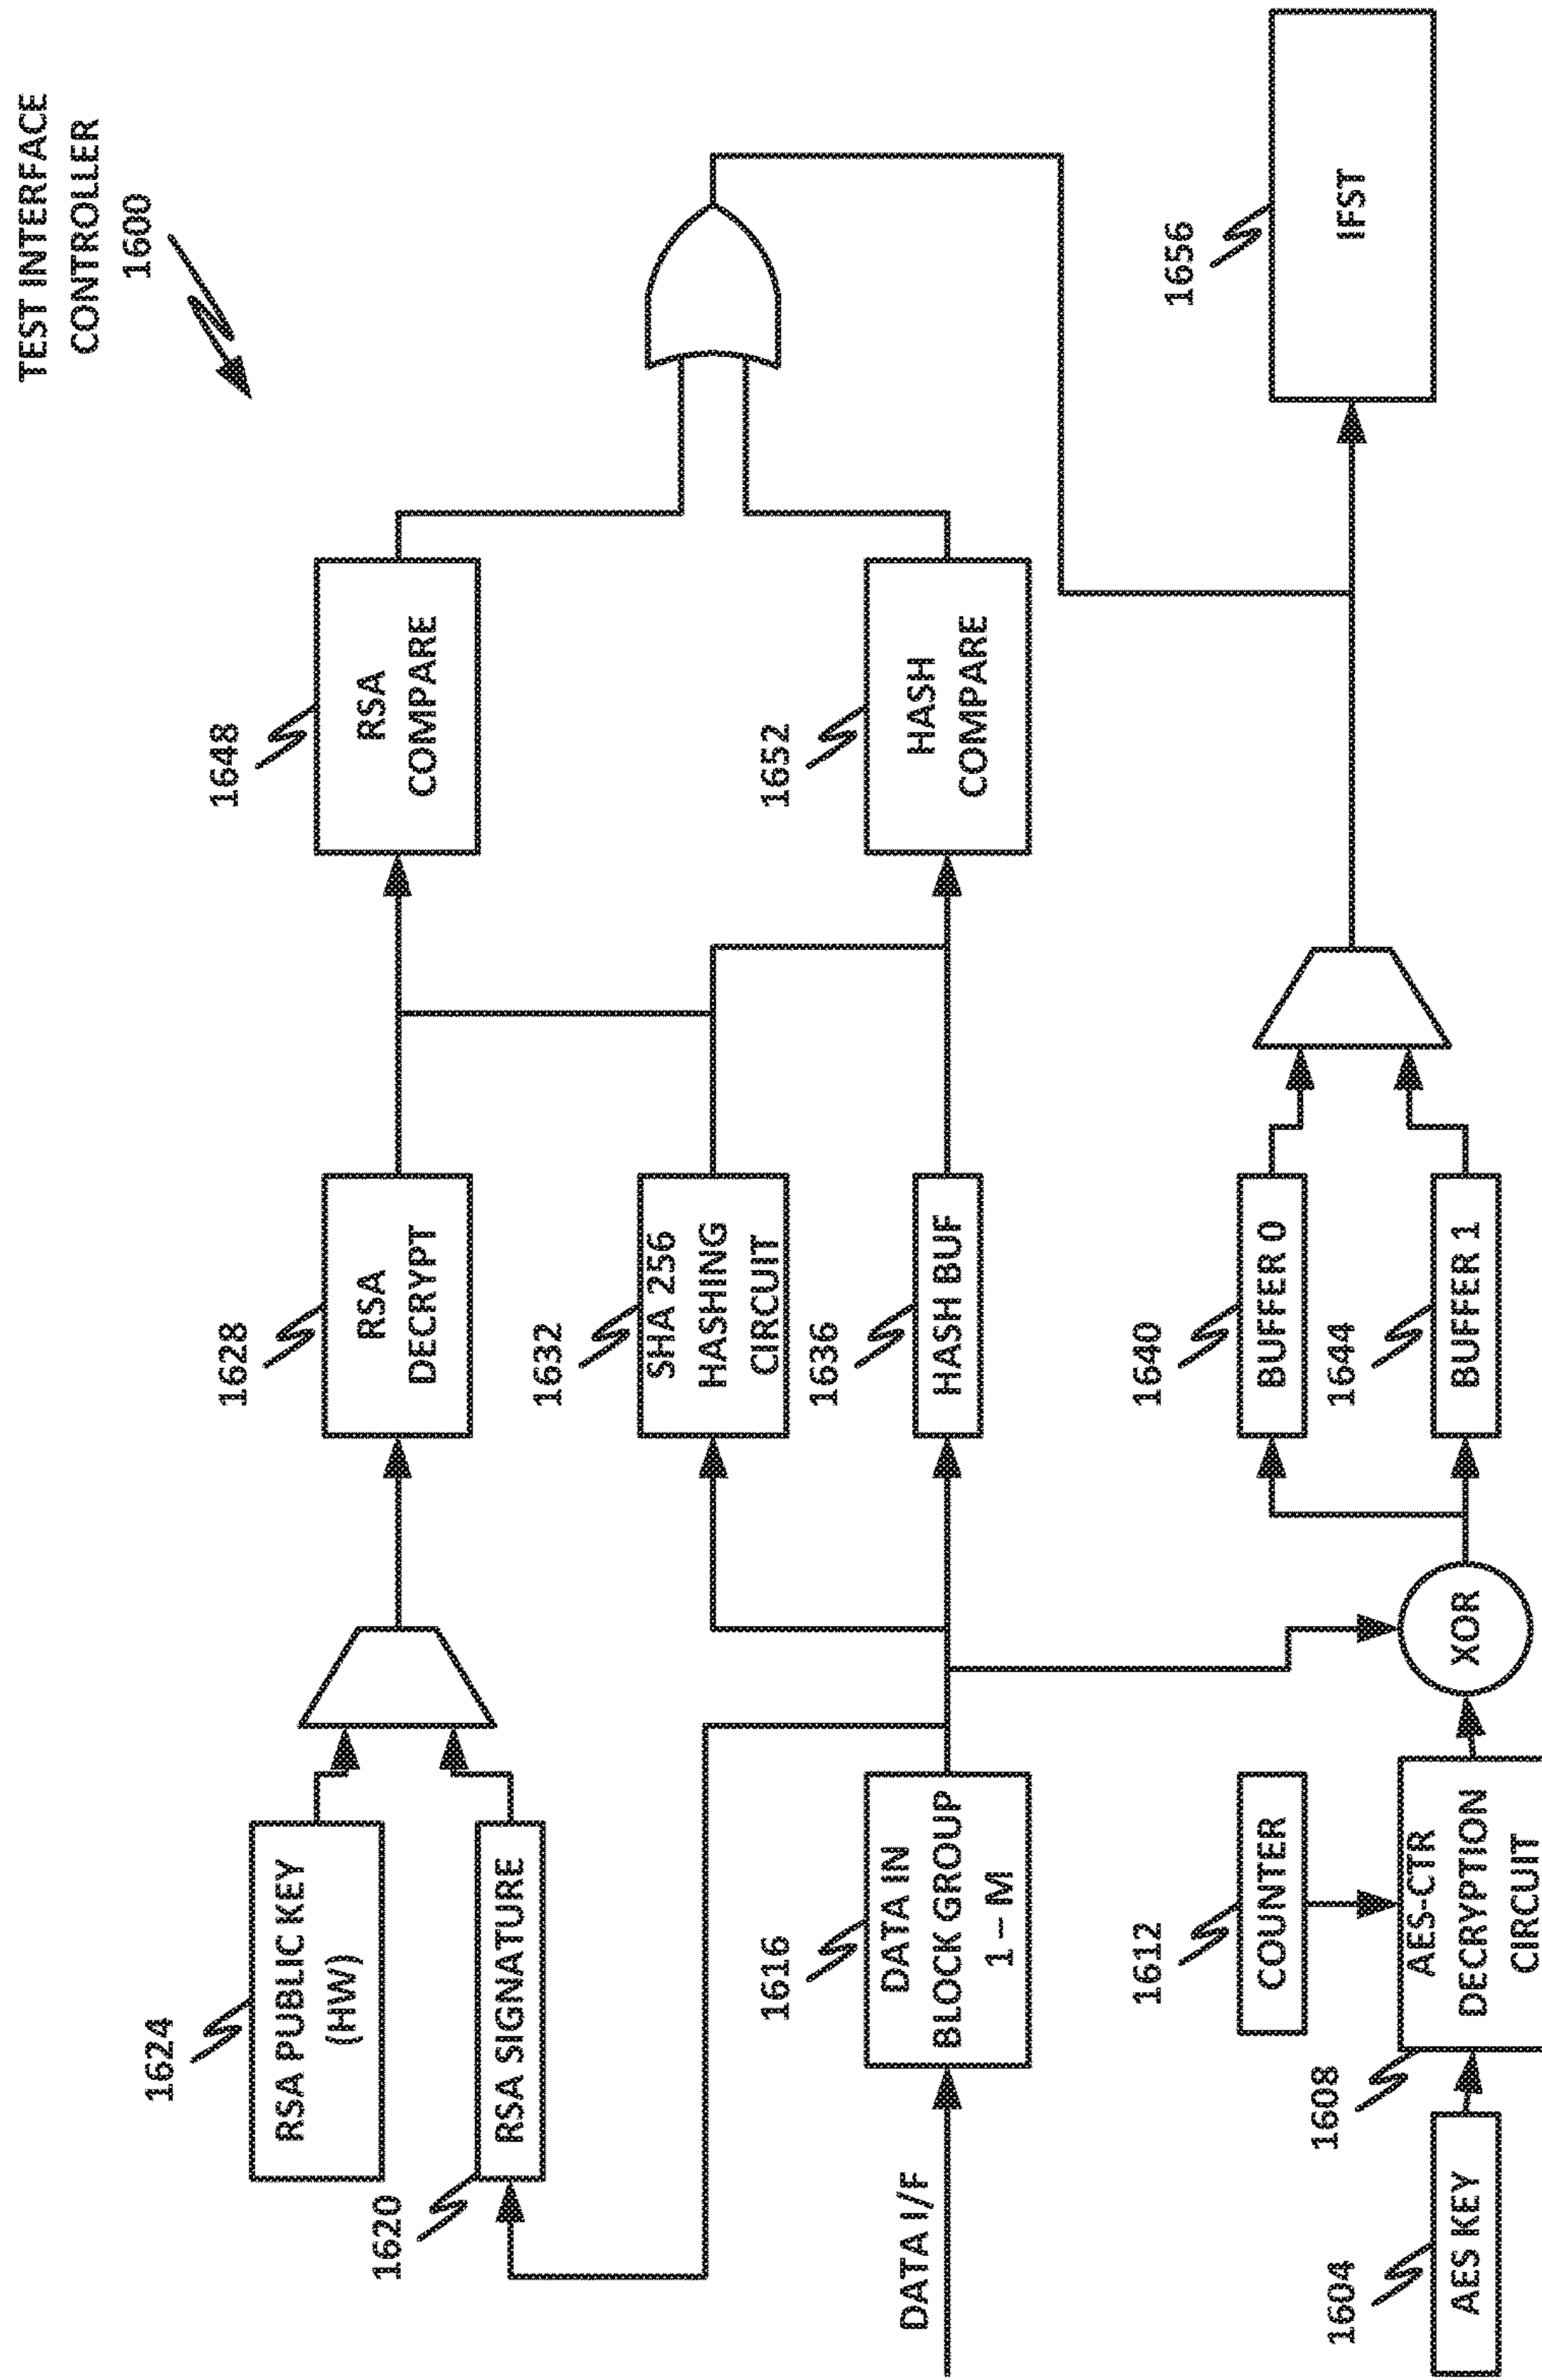 TEST INTERFACE
CONTROLLER
1600
1624
RSA PUBLIC KEY
(HW)
1620
RSA SIGNATURE
1628
RSA
DECRYPT
1648
RSA
COMPARE
1632
SHA 256
HASHING
CIRCUIT
DATA I/F
1616
DATA IN
BLOCK GROUP
1 – M
1636
HASH BUF
1652
HASH
COMPARE
1612
COUNTER
1640
BUFFER 0
1656
IFST
1604
AES KEY
1608
AES-CTR
DECRYPTION
CIRCUIT
XOR
1644
BUFFER 1